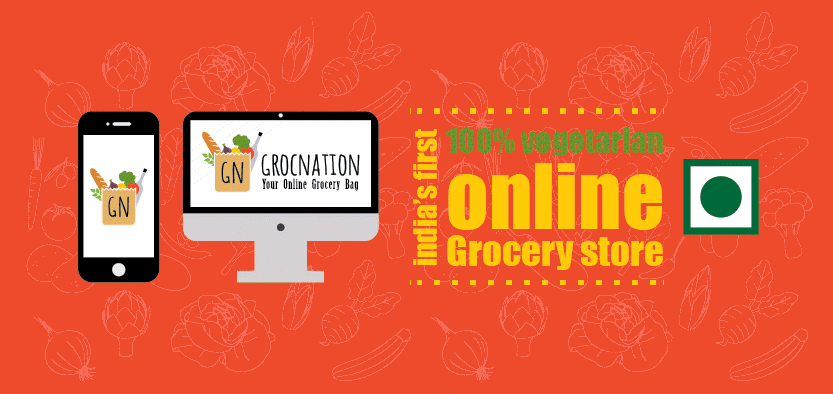 GN
GN
GROCNATION
Your Online Grocery Bag
india's first
100% vegetarian
online
Grocery store